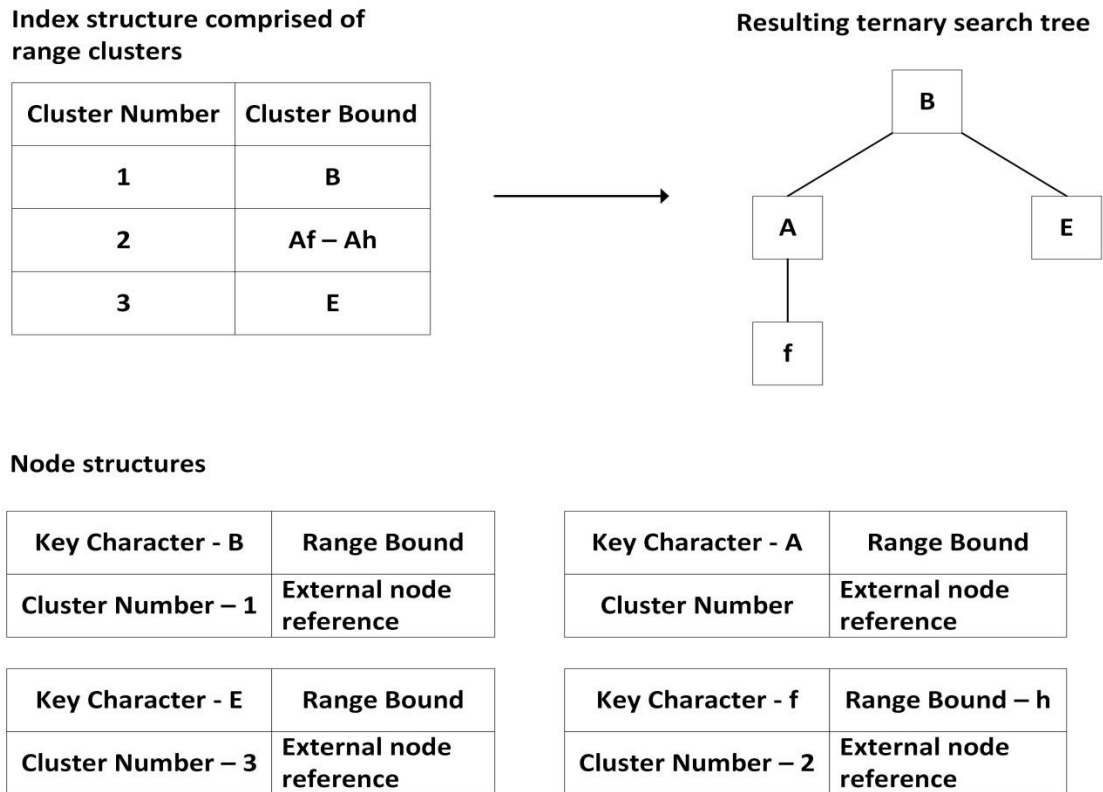 Index structure comprised of
range clusters
Resulting ternary search tree
Cluster Number Cluster Bound
1 B
2 Af – Ah
3 E
B
A E
f
Node structures
Key Character - B Range Bound
Cluster Number – 1 External node
reference
Key Character - A Range Bound
Cluster Number External node
reference
Key Character - E Range Bound
Cluster Number – 3 External node
reference
Key Character - f Range Bound – h
Cluster Number – 2 External node
reference